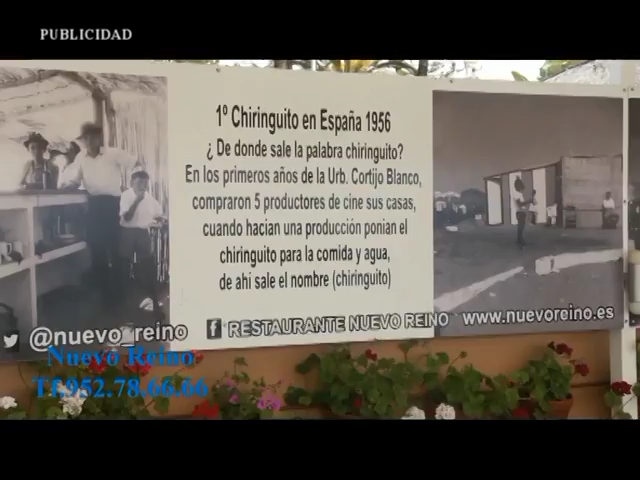 PUBLICIDAD
1º Chiringuito en España 1956
¿ De donde sale la palabra chiringuito?
En los primeros años de la Urb. Cortijo Blanco,
compraron 5 productores de cine sus casas,
cuando hacian una producción ponian el
chiringuito para la comida y agua,
de ahi sale el nombre (chiringuito)
@nuevo_reino
RESTAURANTE NUEVO REINO
www.nuevoreino.es
Nuevo Reino
Tf.952.78.66.66